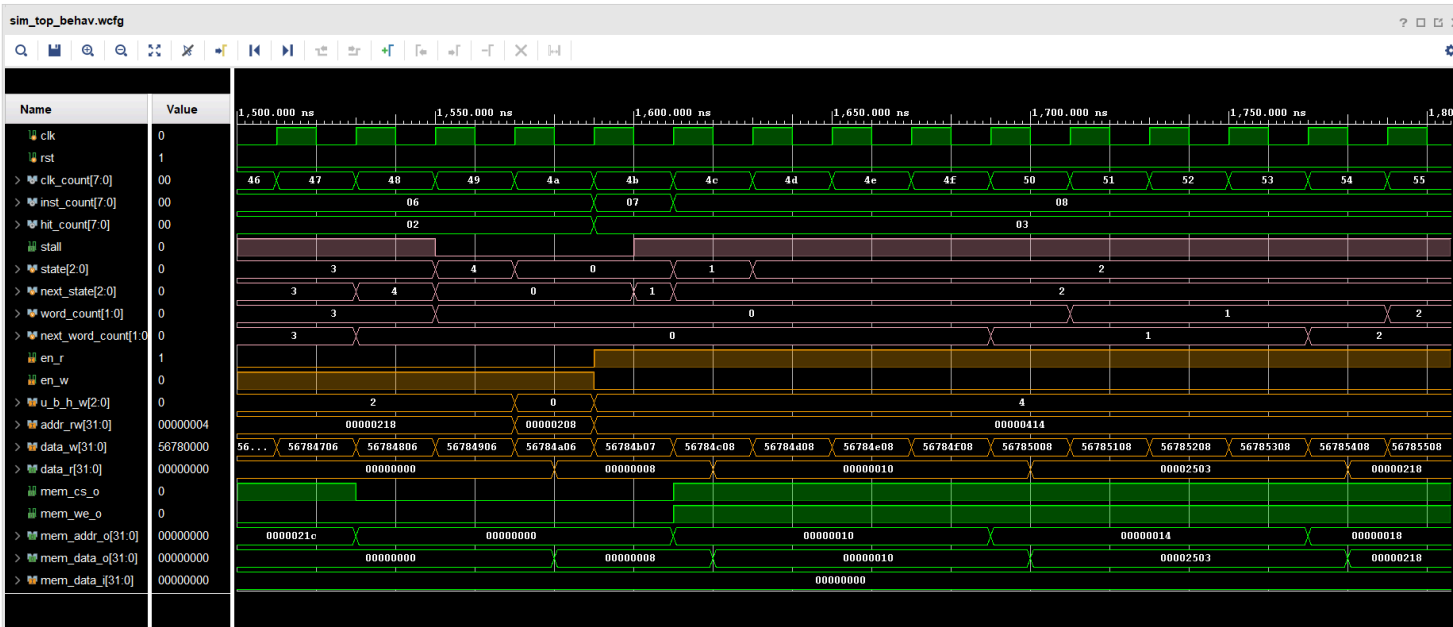 sim_top_behav.wcfg
Name Value
1,500.000 ns 1,550.000 ns 1,600.000 ns 1,650.000 ns 1,700.000 ns 1,750.000 ns 1,80
clk 0
rst 1
clk_count[7:0] 00 46 47 48 49 4a 4b 4c 4d 4e 4f 50 51 52 53 54 55
inst_count[7:0] 00 06 07 08
hit_count[7:0] 00 02 03
stall 0
state[2:0] 0 3 4 0 1 2
next_state[2:0] 0 3 4 0 1 2
word_count[1:0] 0 3 0 1 2
next_word_count[1:0 0 3 0 1 2
en_r 1
en_w 0
u_b_h_w[2:0] 0 2 0 4
addr_rw[31:0] 00000004 00000218 00000208 00000414
data_w[31:0] 56780000 56... 56784706 56784806 56784906 56784a06 56784b07 56784c08 56784d08 56784e08 56784f08 56785008 56785108 56785208 56785308 56785408 56785508
data_r[31:0] 00000000 00000000 00000008 00000010 00002503 00000218
mem_cs_o 0
mem_we_o 0
mem_addr_o[31:0] 00000000 0000021c 00000000 00000010 00000014 00000018
mem_data_o[31:0] 00000000 00000000 00000008 00000010 00002503 00000218
mem_data_i[31:0] 00000000 00000000